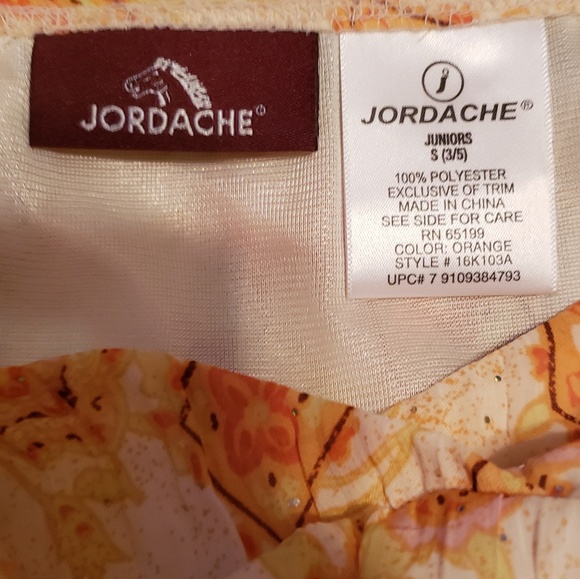 JORDACHE®
j
JORDACHE®
JUNIORS
S (3/5)
100% POLYESTER
EXCLUSIVE OF TRIM
MADE IN CHINA
SEE SIDE FOR CARE
RN 65199
COLOR: ORANGE
STYLE # 16K103A
UPC# 7 9109384793